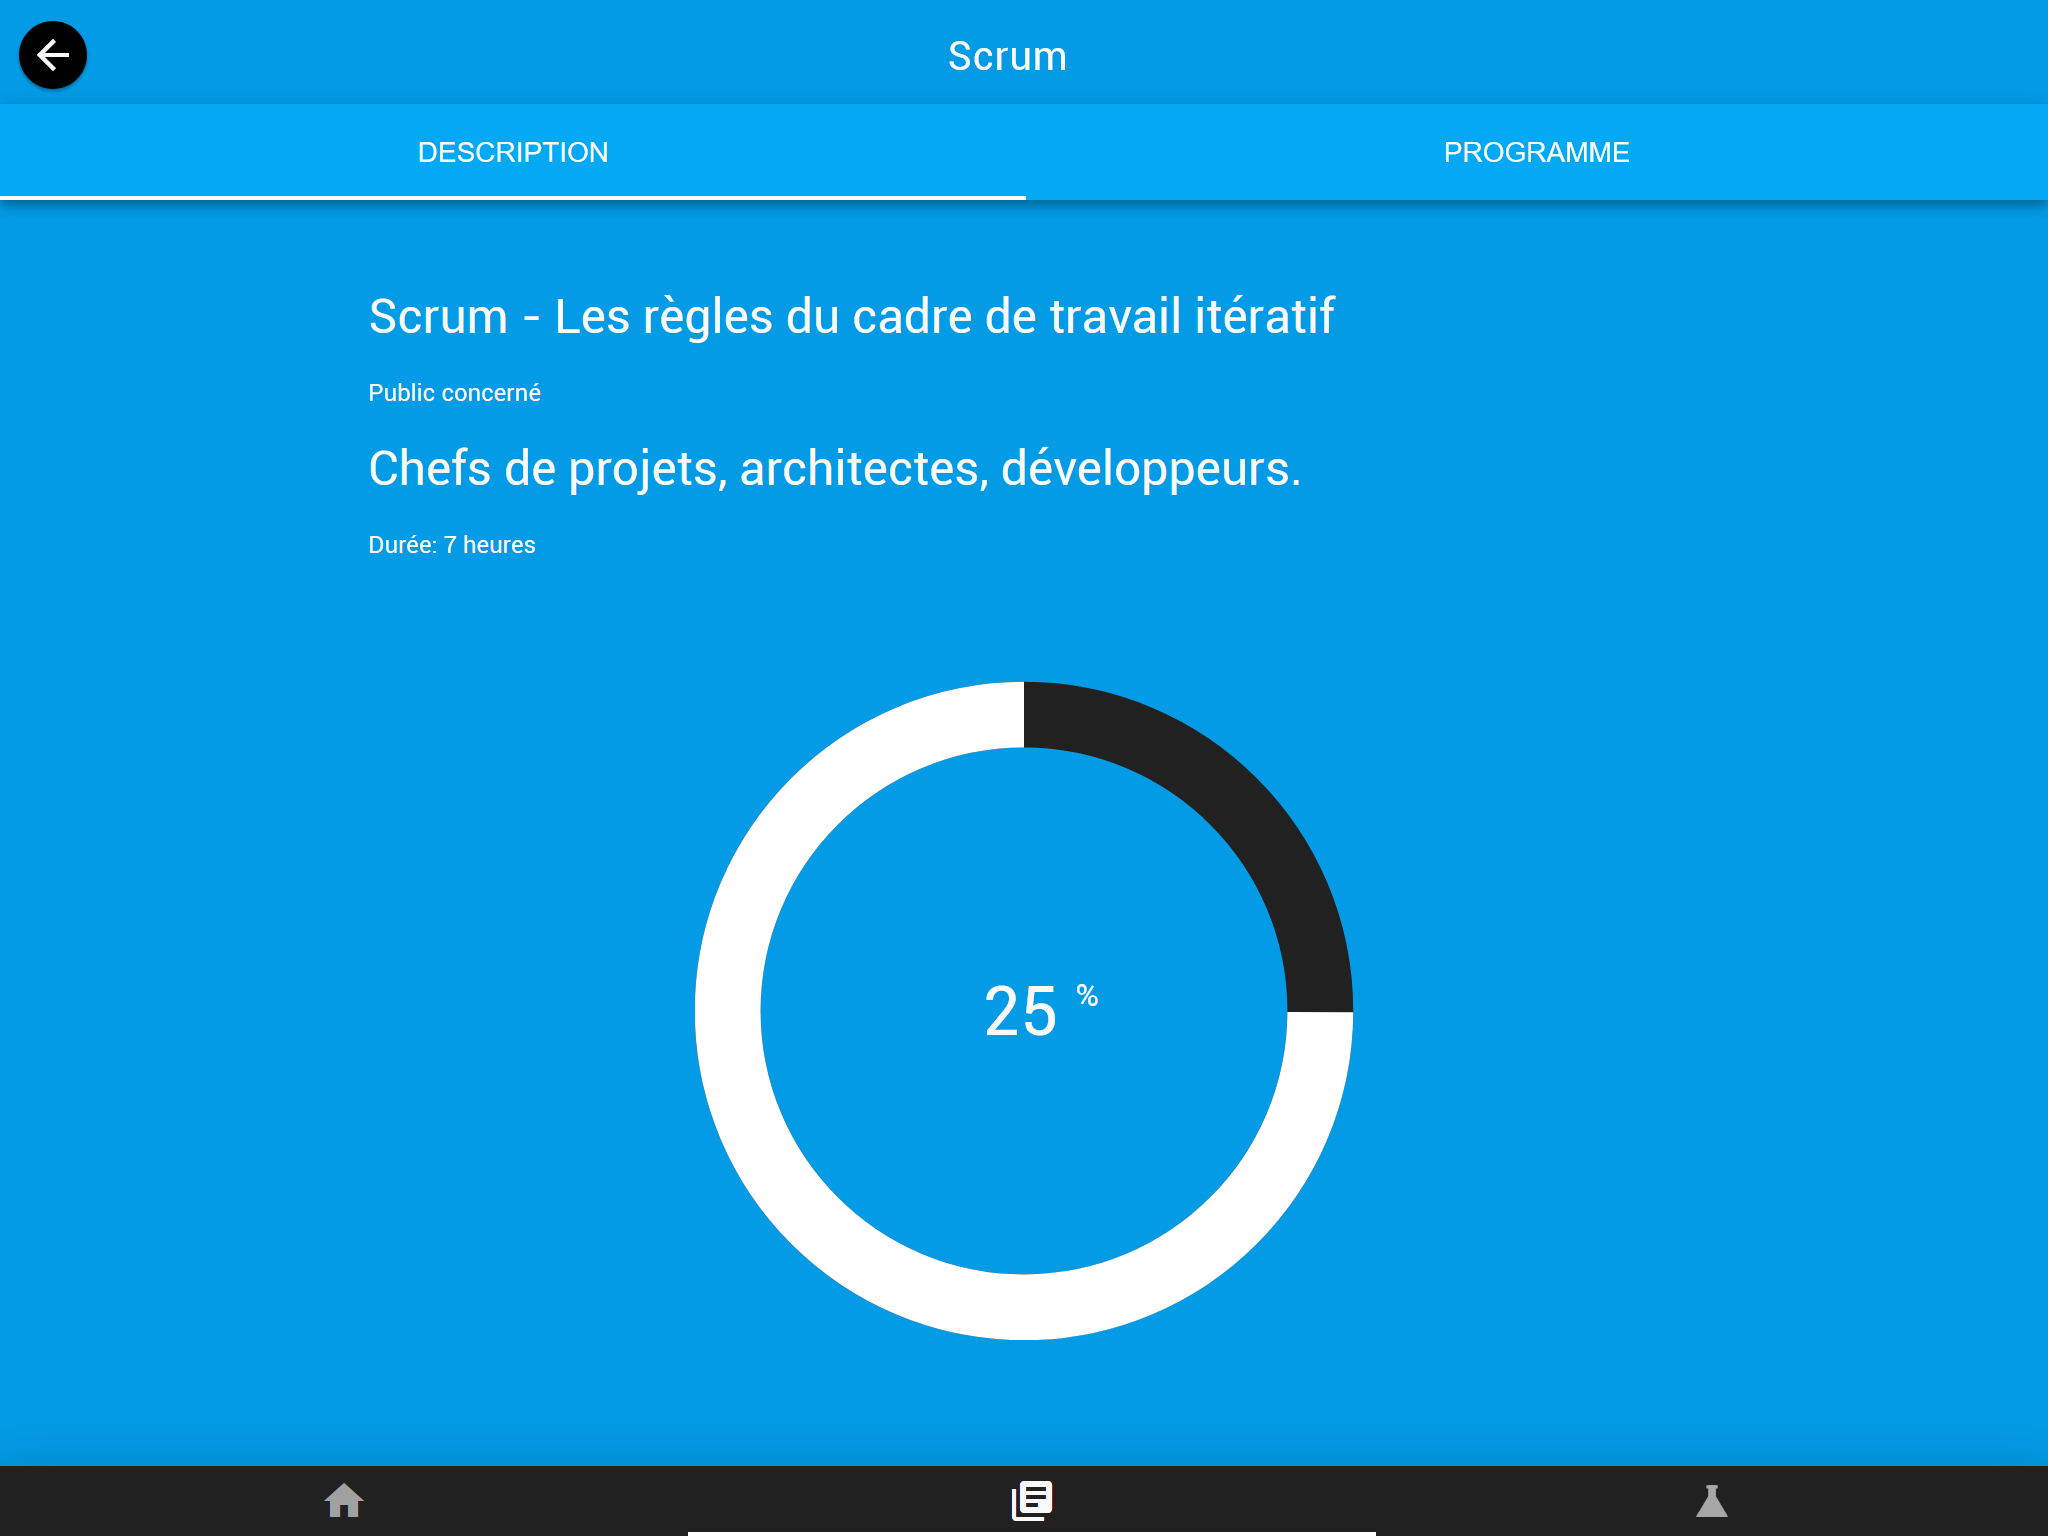 Scrum
DESCRIPTION
PROGRAMME
Scrum - Les règles du cadre de travail itératif
Public concerné
Chefs de projets, architectes, développeurs.
Durée: 7 heures
25 %